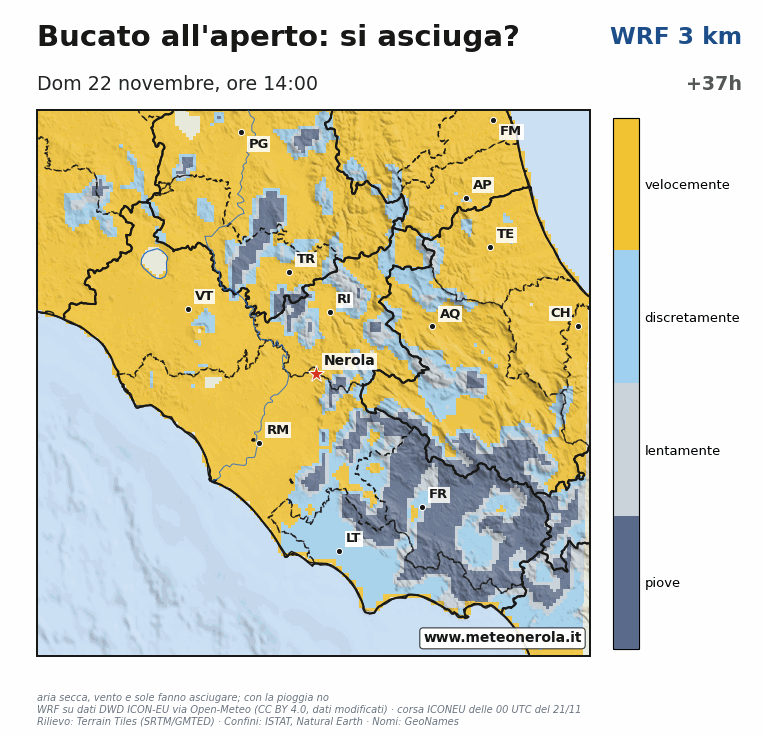 Bucato all'aperto: si asciuga?
WRF 3 km
Dom 22 novembre, ore 14:00
+37h
FM
PG
AP
TE
TR
VT
RI
AQ
CH
Nerola
RM
FR
LT
www.meteonerola.it
velocemente
discretamente
lentamente
piove
aria secca, vento e sole fanno asciugare; con la pioggia no
WRF su dati DWD ICON-EU via Open-Meteo (CC BY 4.0, dati modificati) · corsa ICONEU delle 00 UTC del 21/11
Rilievo: Terrain Tiles (SRTM/GMTED) · Confini: ISTAT, Natural Earth · Nomi: GeoNames